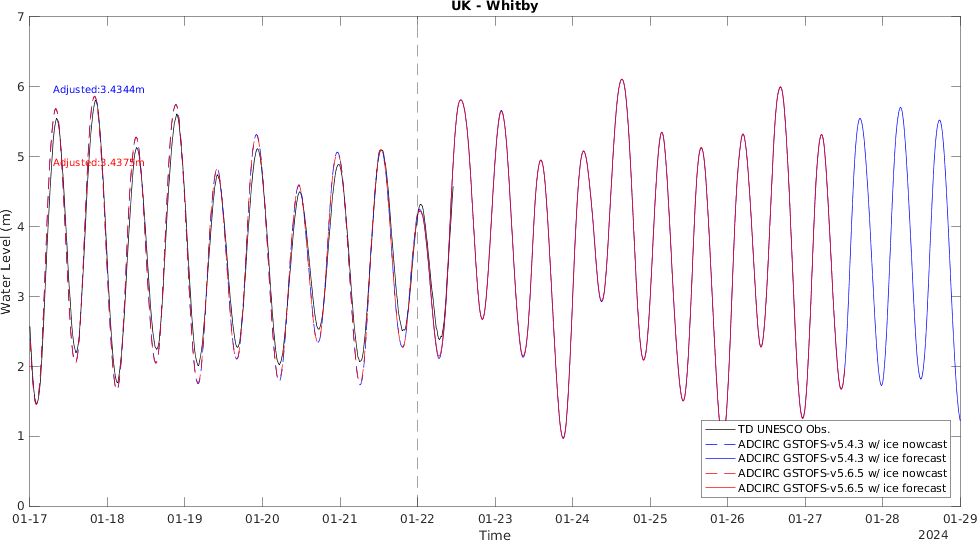 UK - Whitby
7
6
5
4
3
2
1
0
Water Level (m)
Adjusted:3.4344m
Adjusted:3.4375m
TD UNESCO Obs.
ADCIRC GSTOFS-v5.4.3 w/ ice nowcast
ADCIRC GSTOFS-v5.4.3 w/ ice forecast
ADCIRC GSTOFS-v5.6.5 w/ ice nowcast
ADCIRC GSTOFS-v5.6.5 w/ ice forecast
01-17 01-18 01-19 01-20 01-21 01-22 01-23 01-24 01-25 01-26 01-27 01-28 01-29
Time
2024